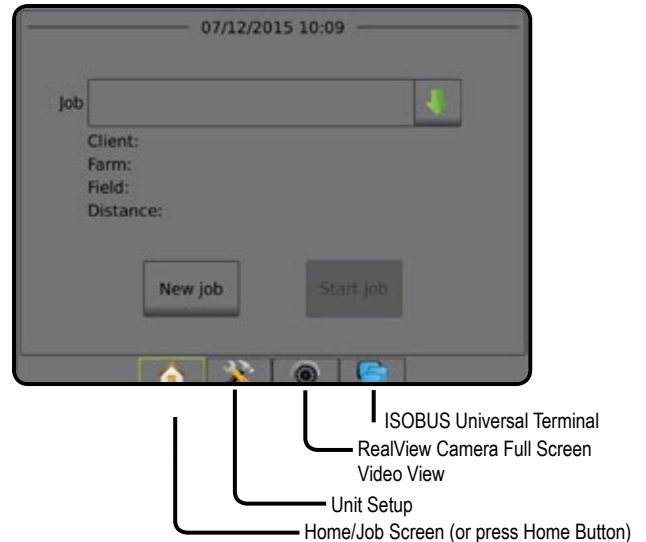 07/12/2015 10:09
Job
Client:
Farm:
Field:
Distance:
New job
Start job
ISOBUS Universal Terminal
RealView Camera Full Screen
Video View
Unit Setup
Home/Job Screen (or press Home Button)